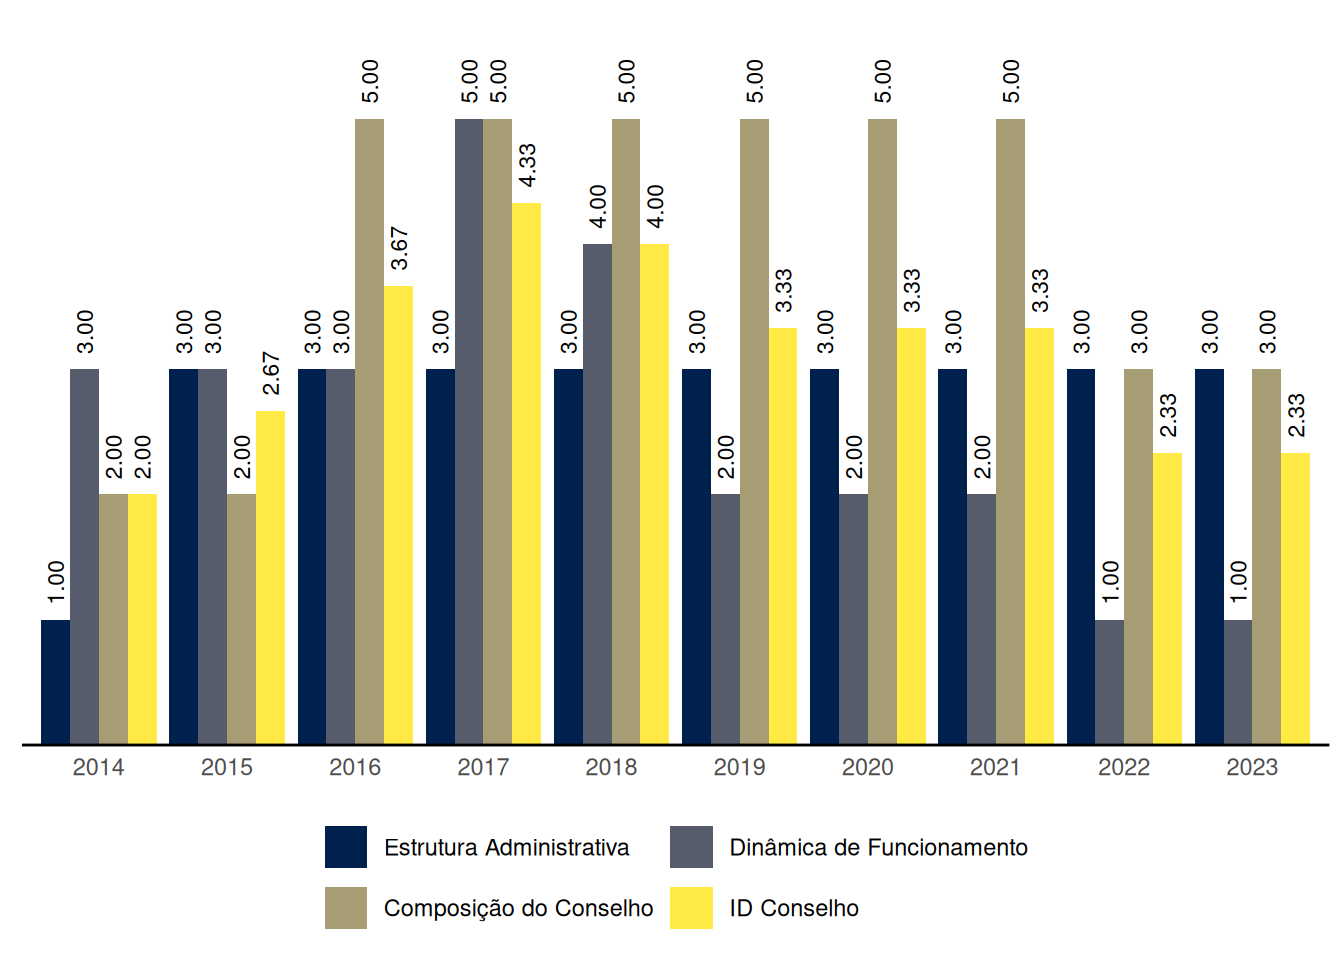 1.00 3.00 2.00 2.00 3.00 3.00 2.00 2.67 3.00 3.00 5.00 3.67 3.00 5.00 5.00 4.33 3.00 4.00 5.00 4.00 3.00 2.00 5.00 3.33 3.00 2.00 5.00 3.33 3.00 2.00 5.00 3.33 3.00 1.00 3.00 2.33 3.00 1.00 3.00 2.33
2014 2015 2016 2017 2018 2019 2020 2021 2022 2023
Estrutura Administrativa Dinâmica de Funcionamento
Composição do Conselho ID Conselho